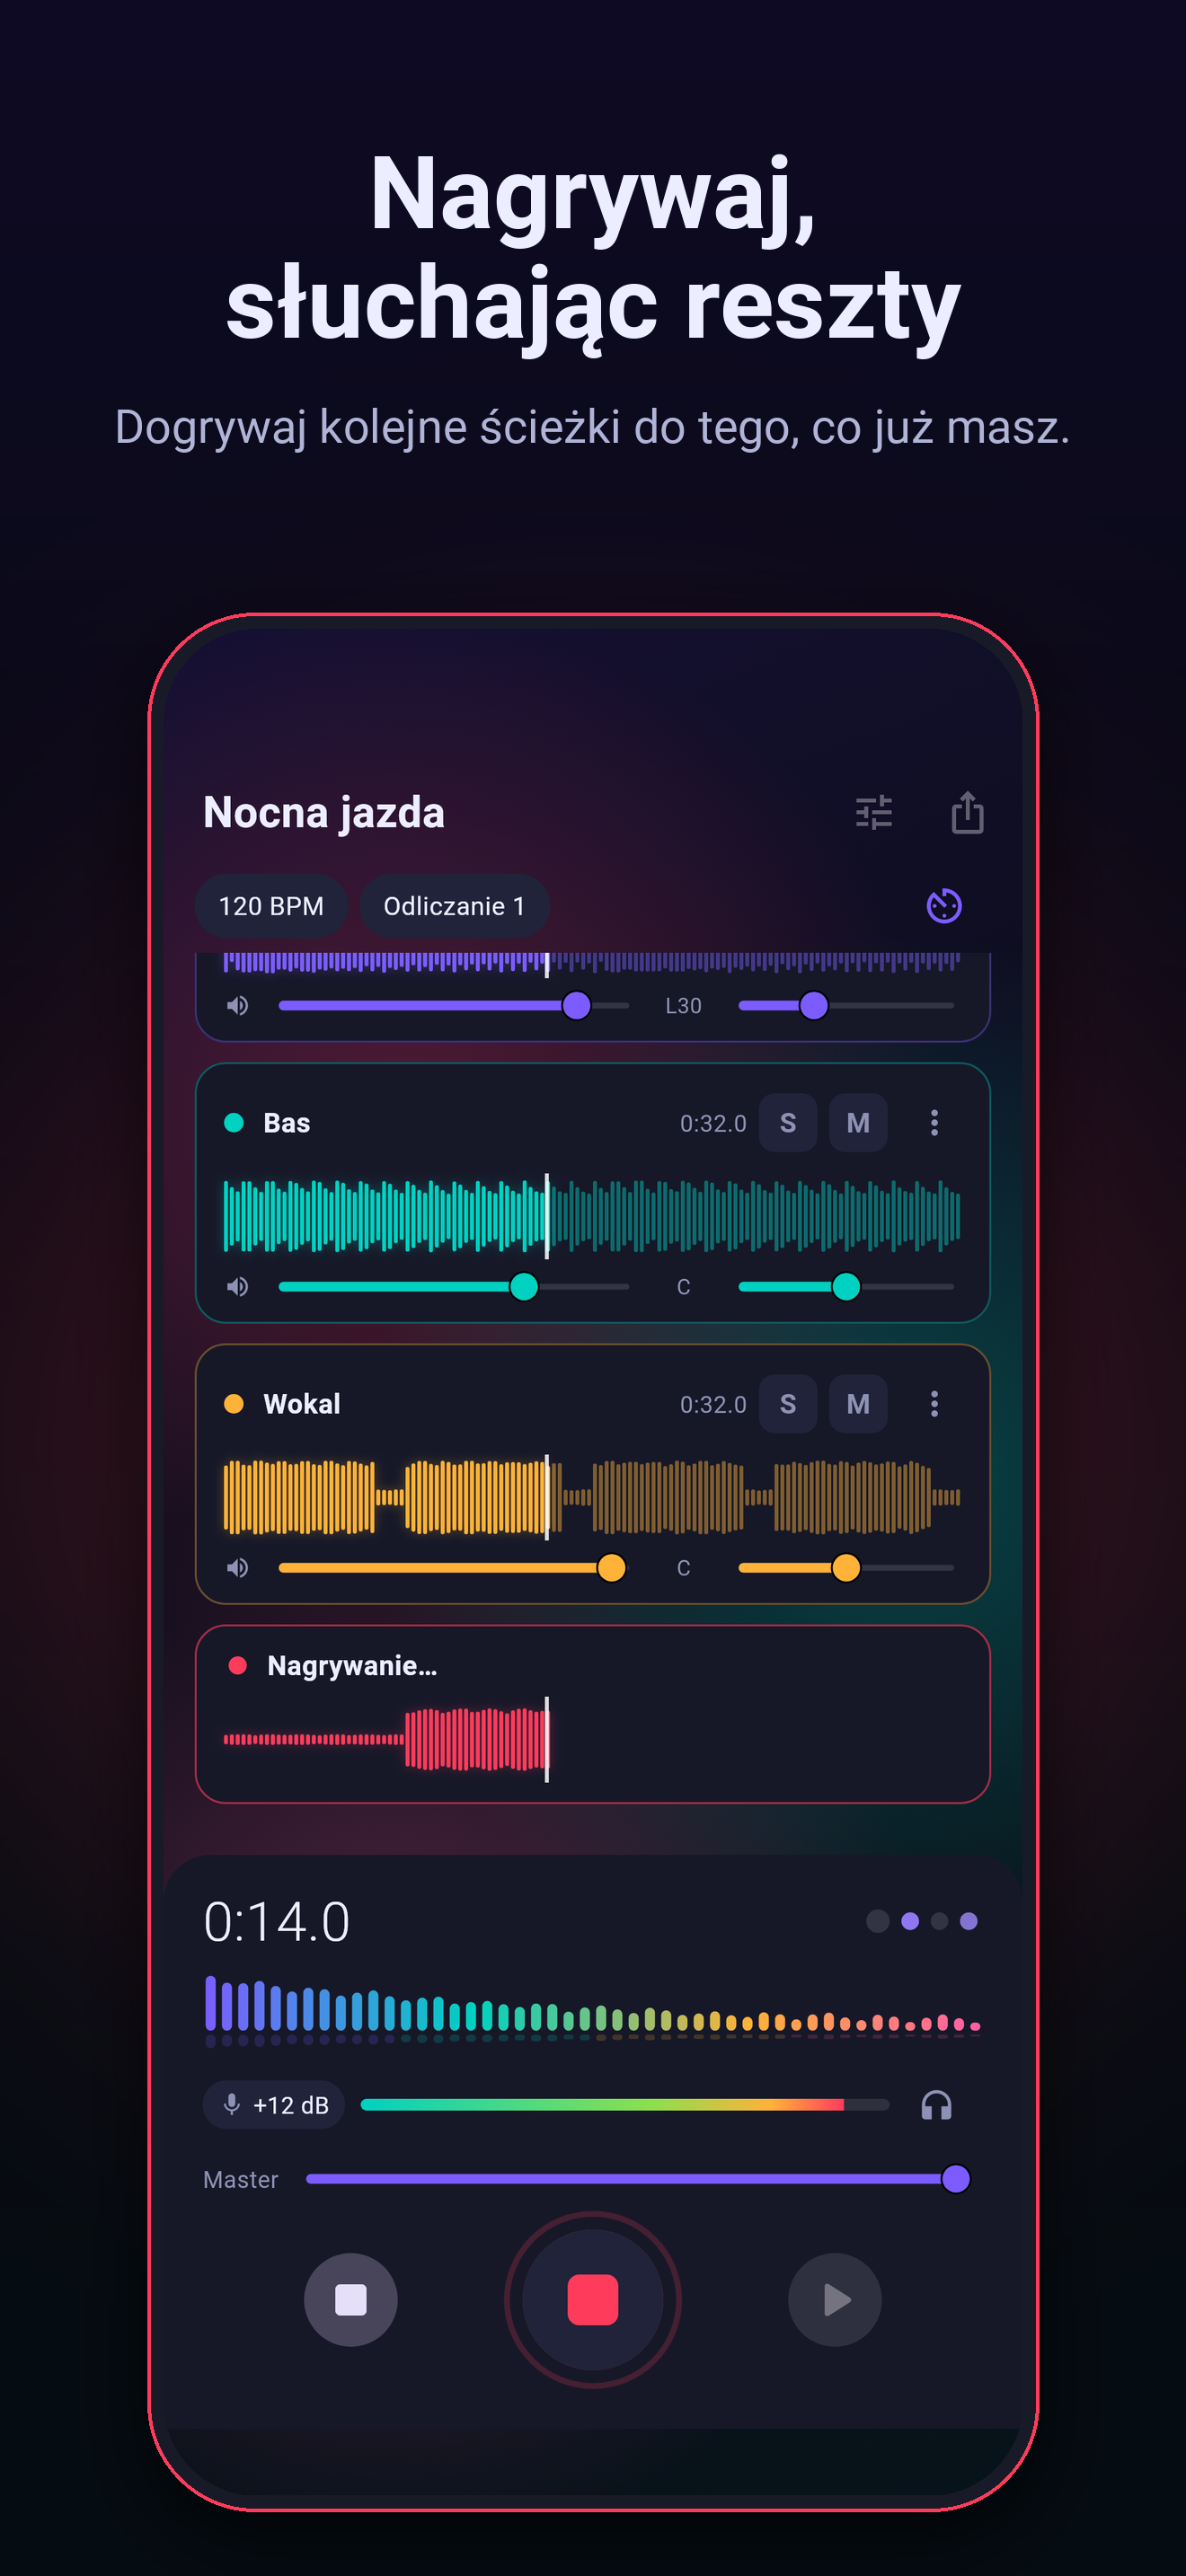 Nagrywaj,
słuchając reszty
Dogrywaj kolejne ścieżki do tego, co już masz.
Nocna jazda
120 BPM
Odliczanie 1
L30
Bas
0:32.0
S
M
C
Wokal
0:32.0
S
M
C
Nagrywanie…
0:14.0
+12 dB
Master